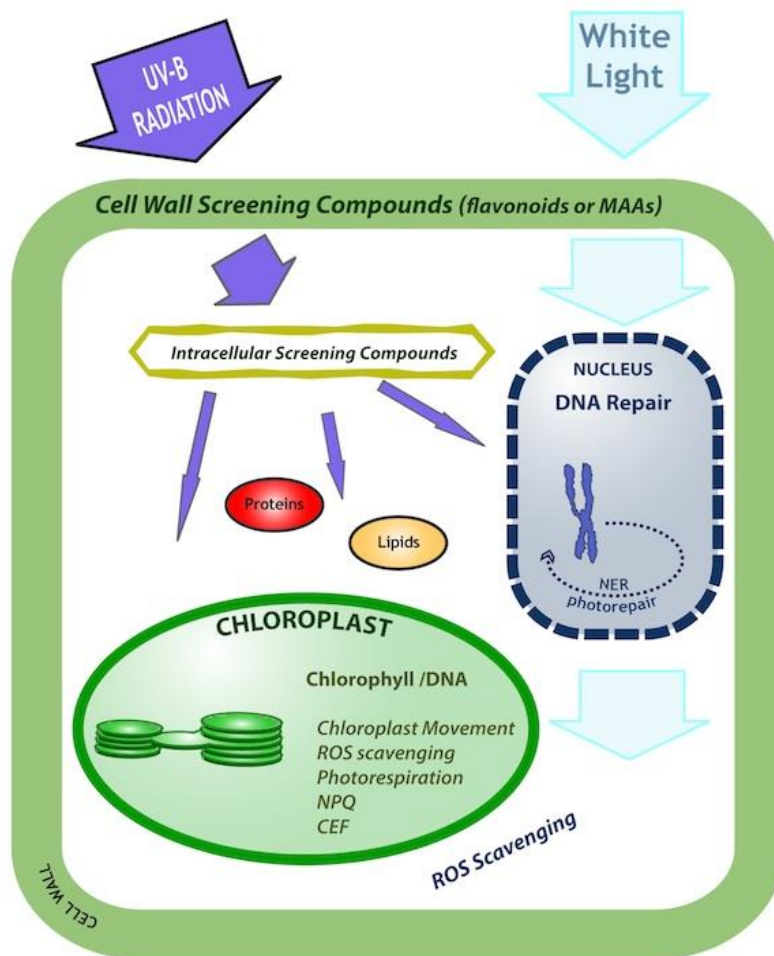 UV-B
RADIATION
White
Light
Cell Wall Screening Compounds (flavonoids or MAAs)
Intracellular Screening Compounds
NUCLEUS
DNA Repair
Proteins
Lipids
NER
photorepair
CHLOROPLAST
Chlorophyll /DNA
Chloroplast Movement
ROS scavenging
Photorespiration
NPQ
CEF
ROS Scavenging
CELL WALL